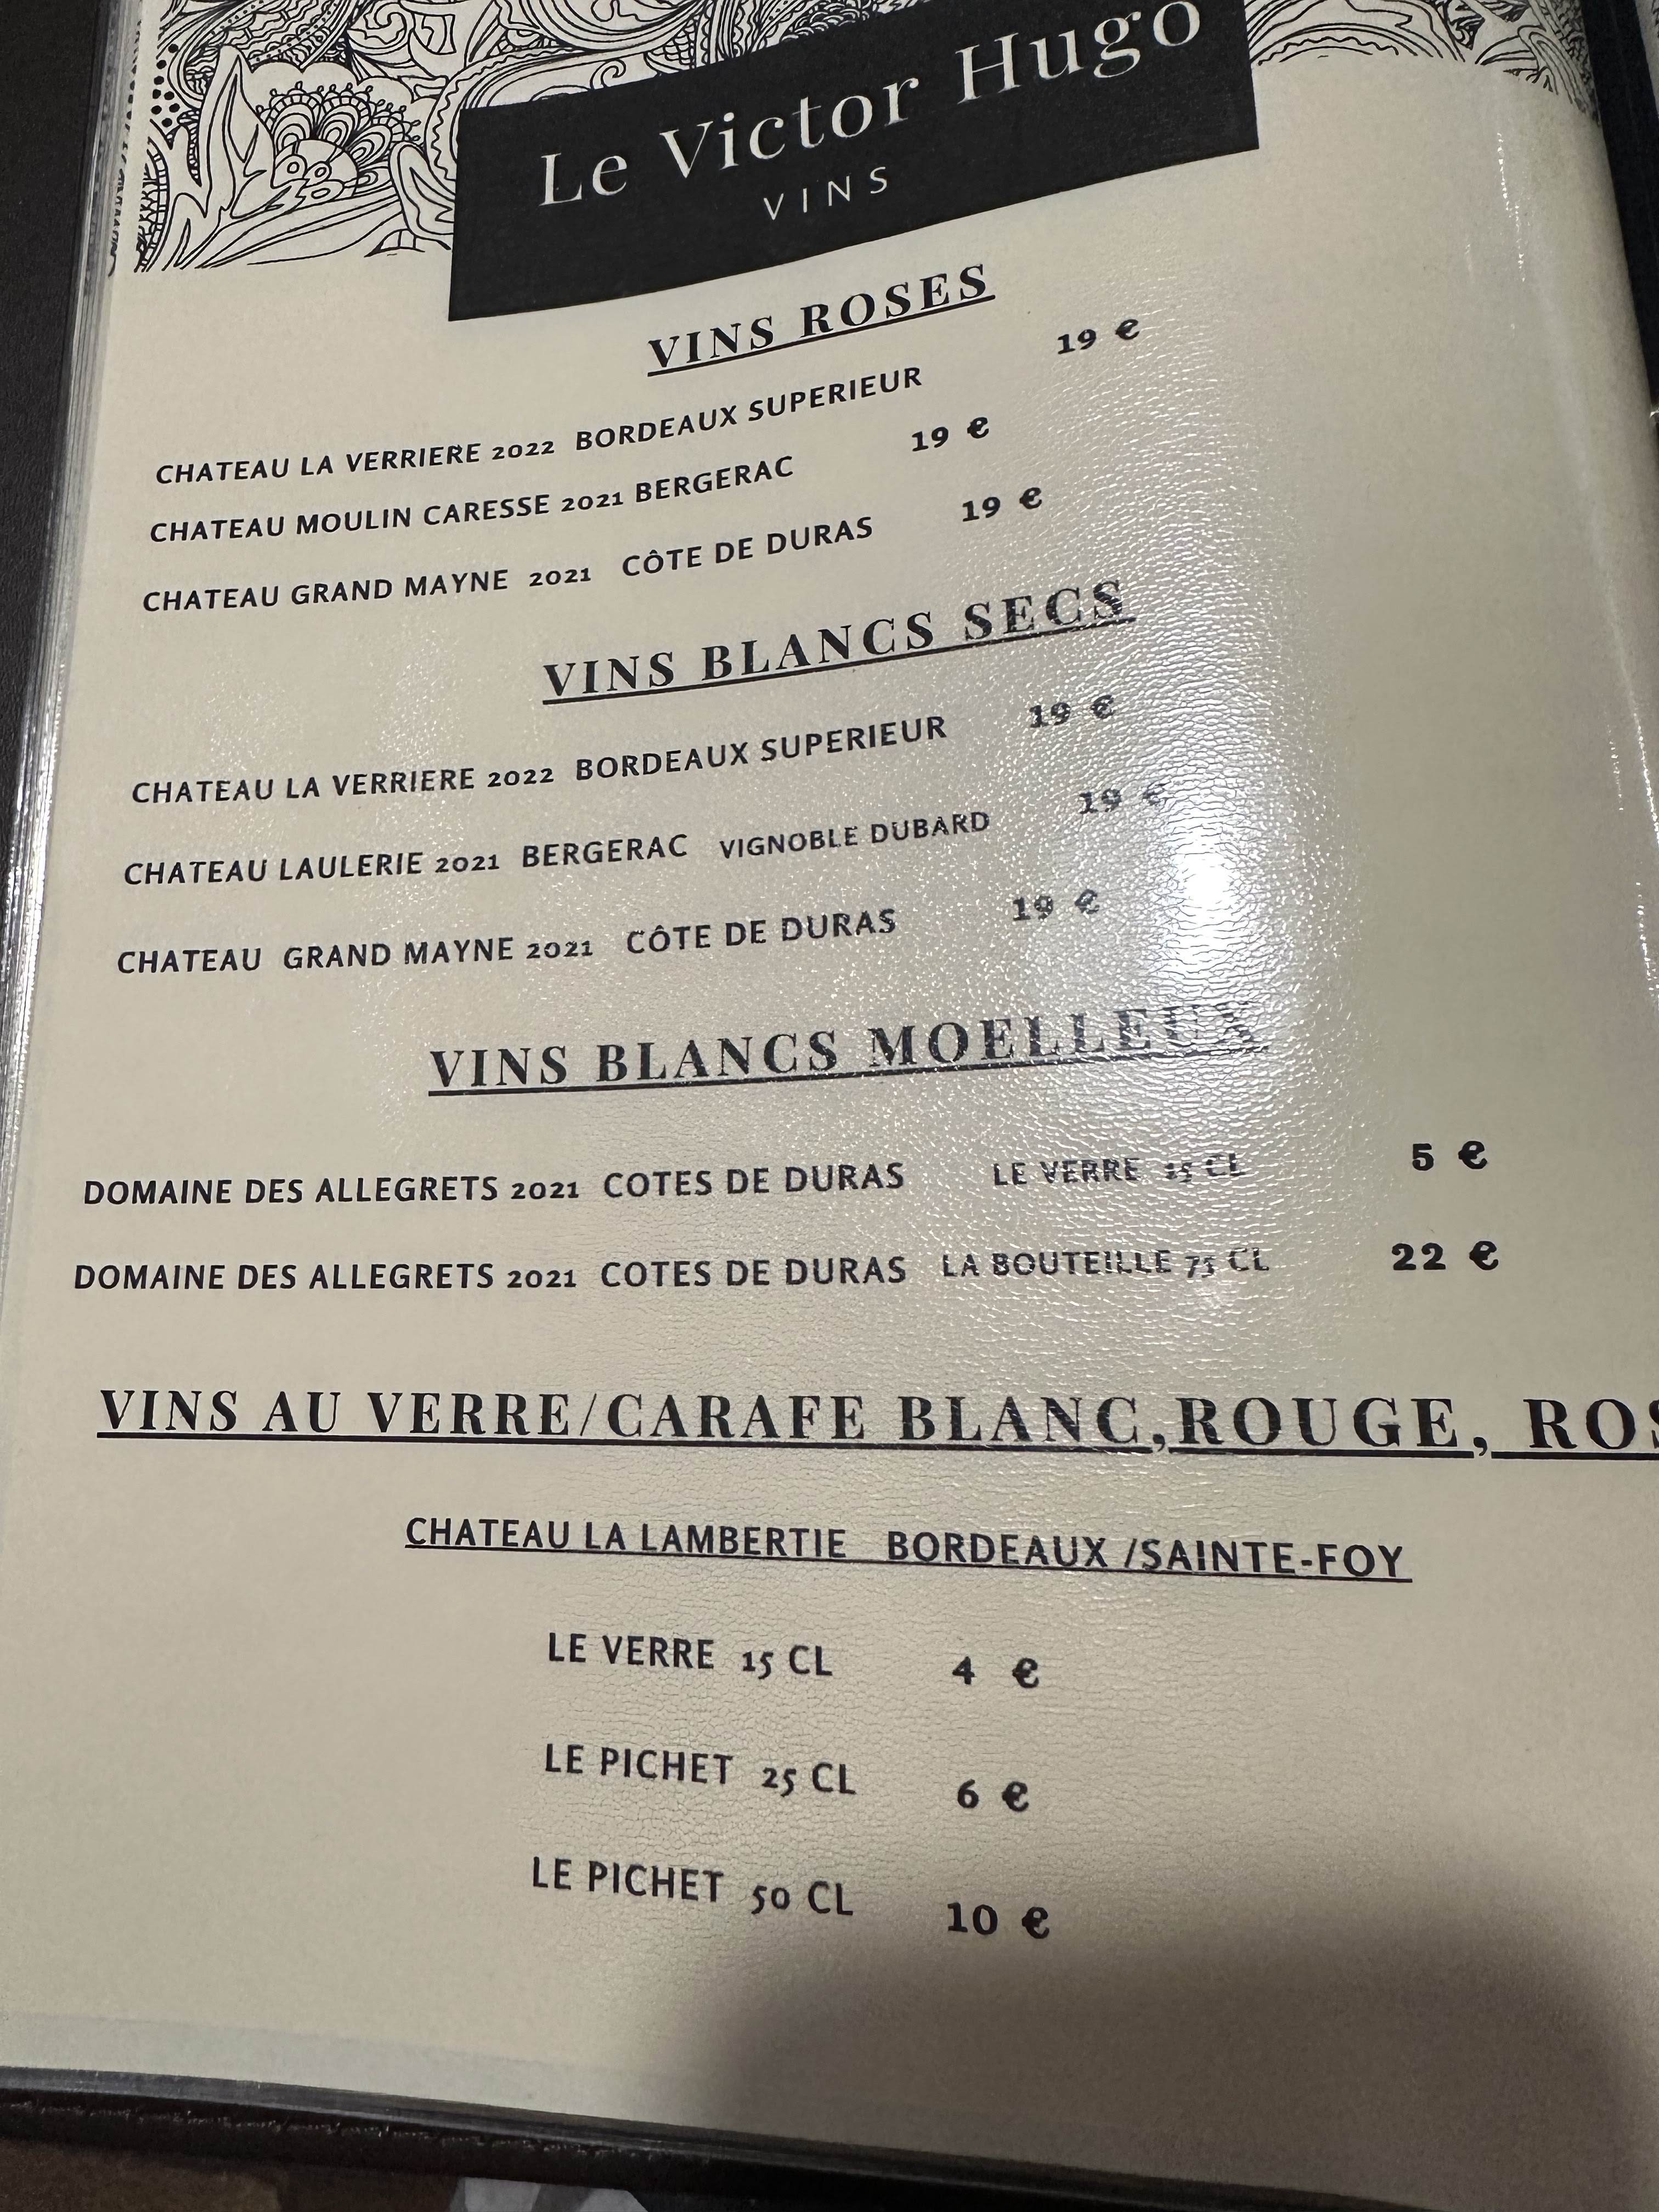 Le Victor Hugo
VINS
VINS ROSES
CHATEAU LA VERRIERE 2022 BORDEAUX SUPERIEUR 19 €
CHATEAU MOULIN CARESSE 2021 BERGERAC 19 €
CHATEAU GRAND MAYNE 2021 CÔTE DE DURAS 19 €
VINS BLANCS SECS
CHATEAU LA VERRIERE 2022 BORDEAUX SUPERIEUR 19 €
CHATEAU LAULERIE 2021 BERGERAC VIGNOBLE DUBARD 19 €
CHATEAU GRAND MAYNE 2021 CÔTE DE DURAS 19 €
VINS BLANCS MOELLEUX
DOMAINE DES ALLEGRETS 2021 COTES DE DURAS LE VERRE 15 CL 5 €
DOMAINE DES ALLEGRETS 2021 COTES DE DURAS LA BOUTEILLE 75 CL 22 €
VINS AU VERRE/CARAFE BLANC,ROUGE, ROS
CHATEAU LA LAMBERTIE BORDEAUX /SAINTE-FOY
LE VERRE 15 CL 4 €
LE PICHET 25 CL 6 €
LE PICHET 50 CL 10 €